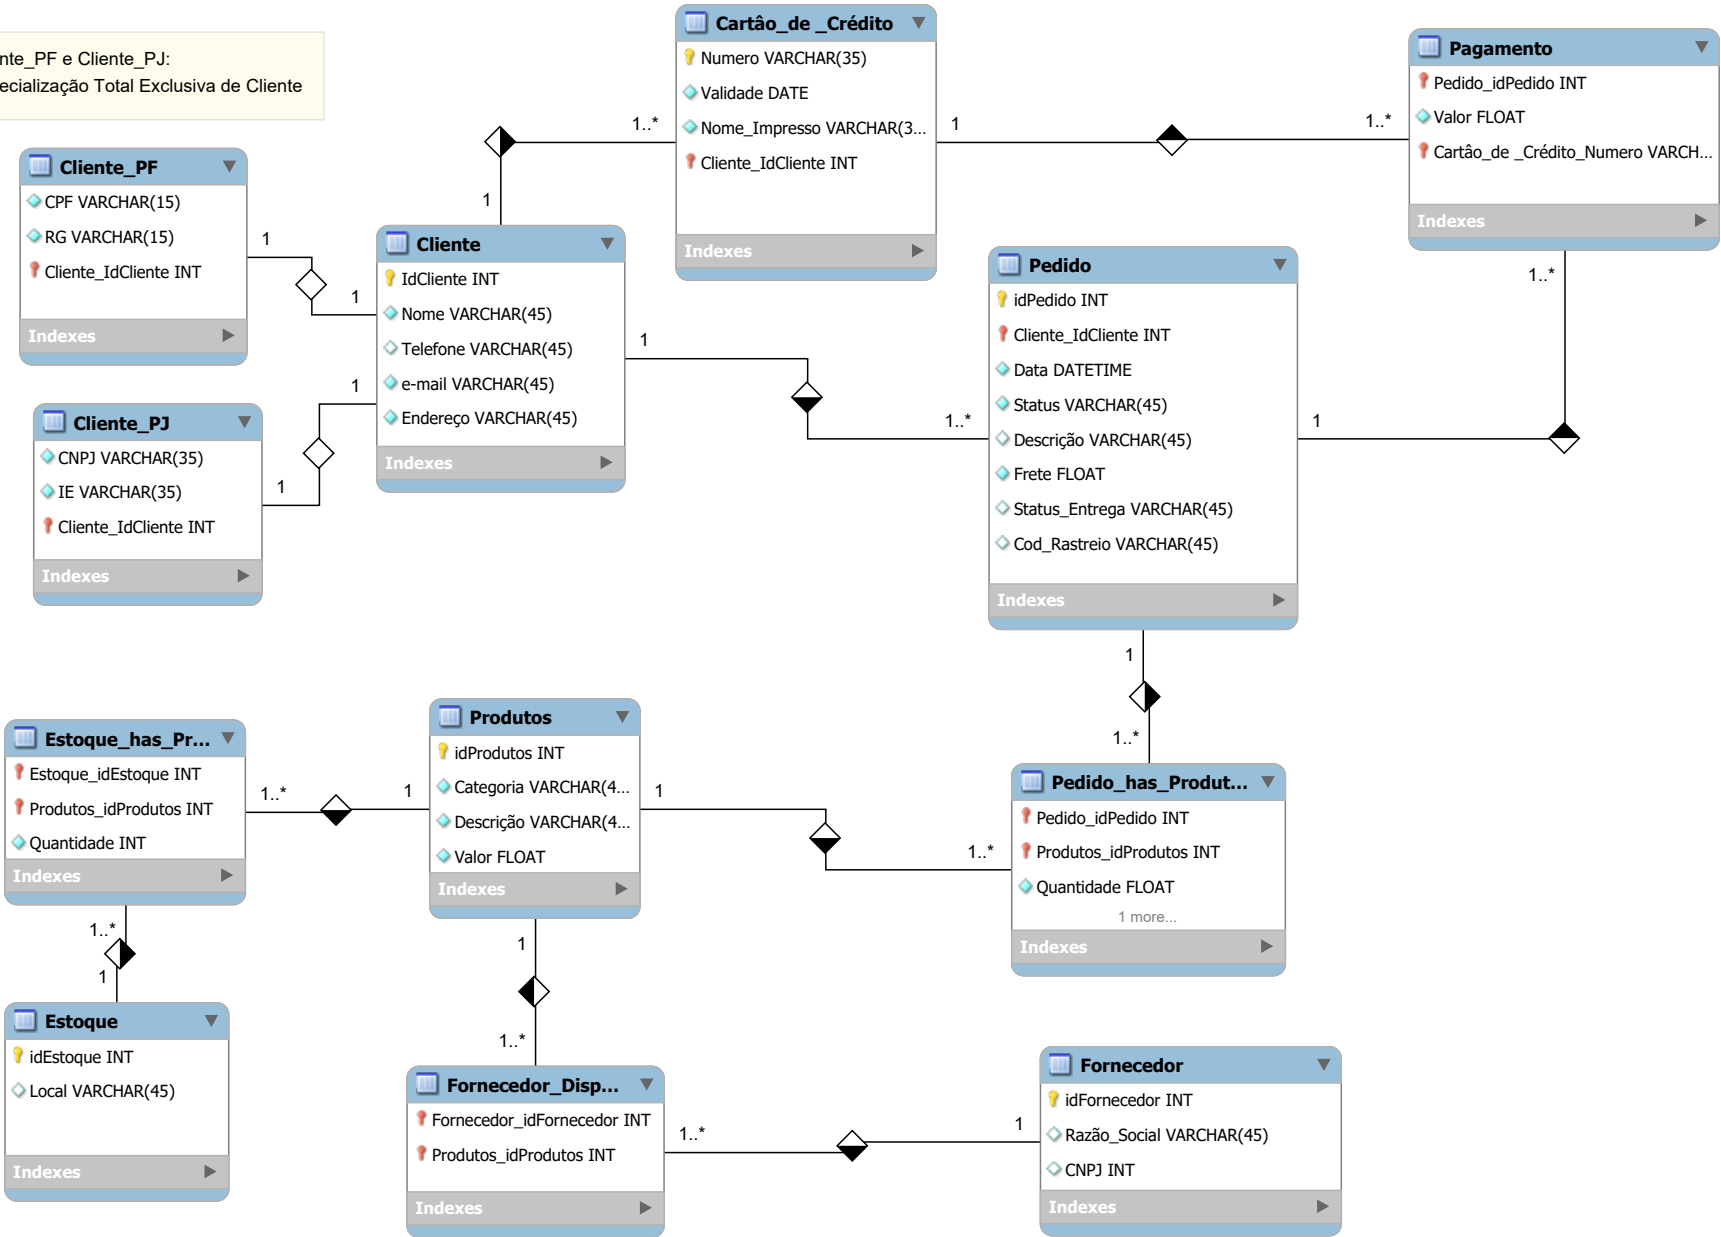 nte_PF e Cliente_PJ:
ecialização Total Exclusiva de Cliente
Cartâo_de _Crédito
Numero VARCHAR(35)
Validade DATE
Nome_Impresso VARCHAR(3...
Cliente_IdCliente INT
Indexes
Pagamento
Pedido_idPedido INT
Valor FLOAT
Cartâo_de _Crédito_Numero VARCH...
Indexes
1..*
1
1..*
1
1..*
Cliente_PF
CPF VARCHAR(15)
RG VARCHAR(15)
Cliente_IdCliente INT
Indexes
1
1
Cliente
IdCliente INT
Nome VARCHAR(45)
Telefone VARCHAR(45)
e-mail VARCHAR(45)
Endereço VARCHAR(45)
Indexes
1
1
1
1..*
Cliente_PJ
CNPJ VARCHAR(35)
IE VARCHAR(35)
Cliente_IdCliente INT
Indexes
Pedido
idPedido INT
Cliente_IdCliente INT
Data DATETIME
Status VARCHAR(45)
Descrição VARCHAR(45)
Frete FLOAT
Status_Entrega VARCHAR(45)
Cod_Rastreio VARCHAR(45)
Indexes
1
1
1..*
Estoque_has_Pr...
Estoque_idEstoque INT
Produtos_idProdutos INT
Quantidade INT
Indexes
1..*
1
Produtos
idProdutos INT
Categoria VARCHAR(4...
Descrição VARCHAR(4...
Valor FLOAT
Indexes
1
1..*
Pedido_has_Produt...
Pedido_idPedido INT
Produtos_idProdutos INT
Quantidade FLOAT
1 more...
Indexes
1..*
1
1
1..*
Estoque
idEstoque INT
Local VARCHAR(45)
Indexes
Fornecedor_Disp...
Fornecedor_idFornecedor INT
Produtos_idProdutos INT
Indexes
1..*
1
Fornecedor
idFornecedor INT
Razão_Social VARCHAR(45)
CNPJ INT
Indexes